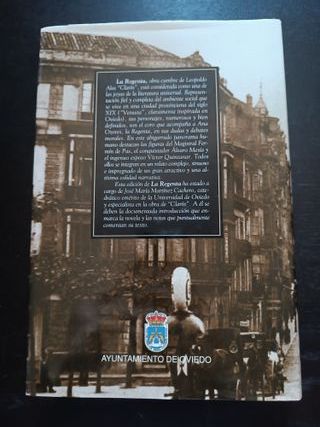 La Regenta, obra cumbre de Leopoldo
Alas "Clarín", está considerada como una de
las joyas de la literatura universal. Represen-
tación fiel y completa del ambiente social que
se vive en una ciudad provinciana del siglo
XIX ("Vetusta", claramente inspirada en
Oviedo), sus personajes, numerosos y bien
definidos, son el coro que acompaña a Ana
Ozores, la Regenta, en sus dudas y debates
morales. En este abigarrado panorama hu-
mano destacan las figuras del Magistral Fer-
mín de Pas, el conquistador Álvaro Mesía y
el ingenuo esposo Víctor Quintanar. Todos
ellos se integran en un relato complejo, sinuoso
e impregnado de un gran atractivo y una al-
tísima calidad narrativa.
Esta edición de La Regenta ha estado a
cargo de José María Martínez Cachero, cate-
drático emérito de la Universidad de Oviedo
y especialista en la obra de "Clarín". A él se
deben la documentada introducción que en-
marca la novela y las notas que puntualmente
comentan su texto.
AYUNTAMIENTO DE OVIEDO